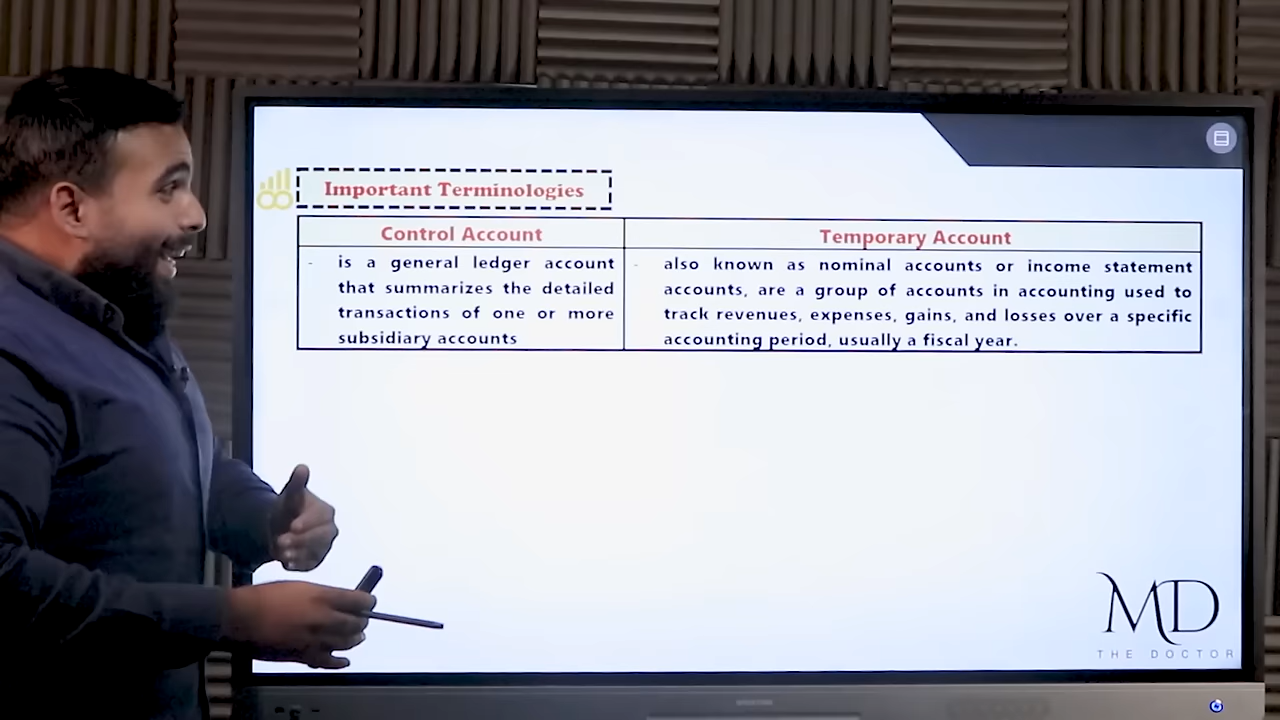 Important Terminologies
Control Account
- is a general ledger account
that summarizes the detailed
transactions of one or more
subsidiary accounts
Temporary Account
- also known as nominal accounts or income statement
accounts, are a group of accounts in accounting used to
track revenues, expenses, gains, and losses over a specific
accounting period, usually a fiscal year.
MD
THE DOCTOR